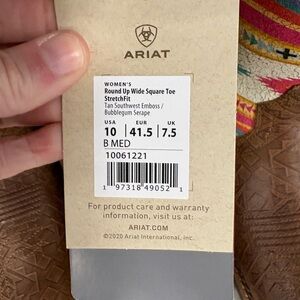 ARIAT
WOMEN'S
Round Up Wide Square Toe
StretchFit
Tan Southwest Emboss /
Bubblegum Serape
USA EUR UK
10 41.5 7.5
B MED
10061221
1 97318 49052 1
For product care and warranty
information, visit us at:
ARIAT.COM
©2020 Ariat International, Inc.